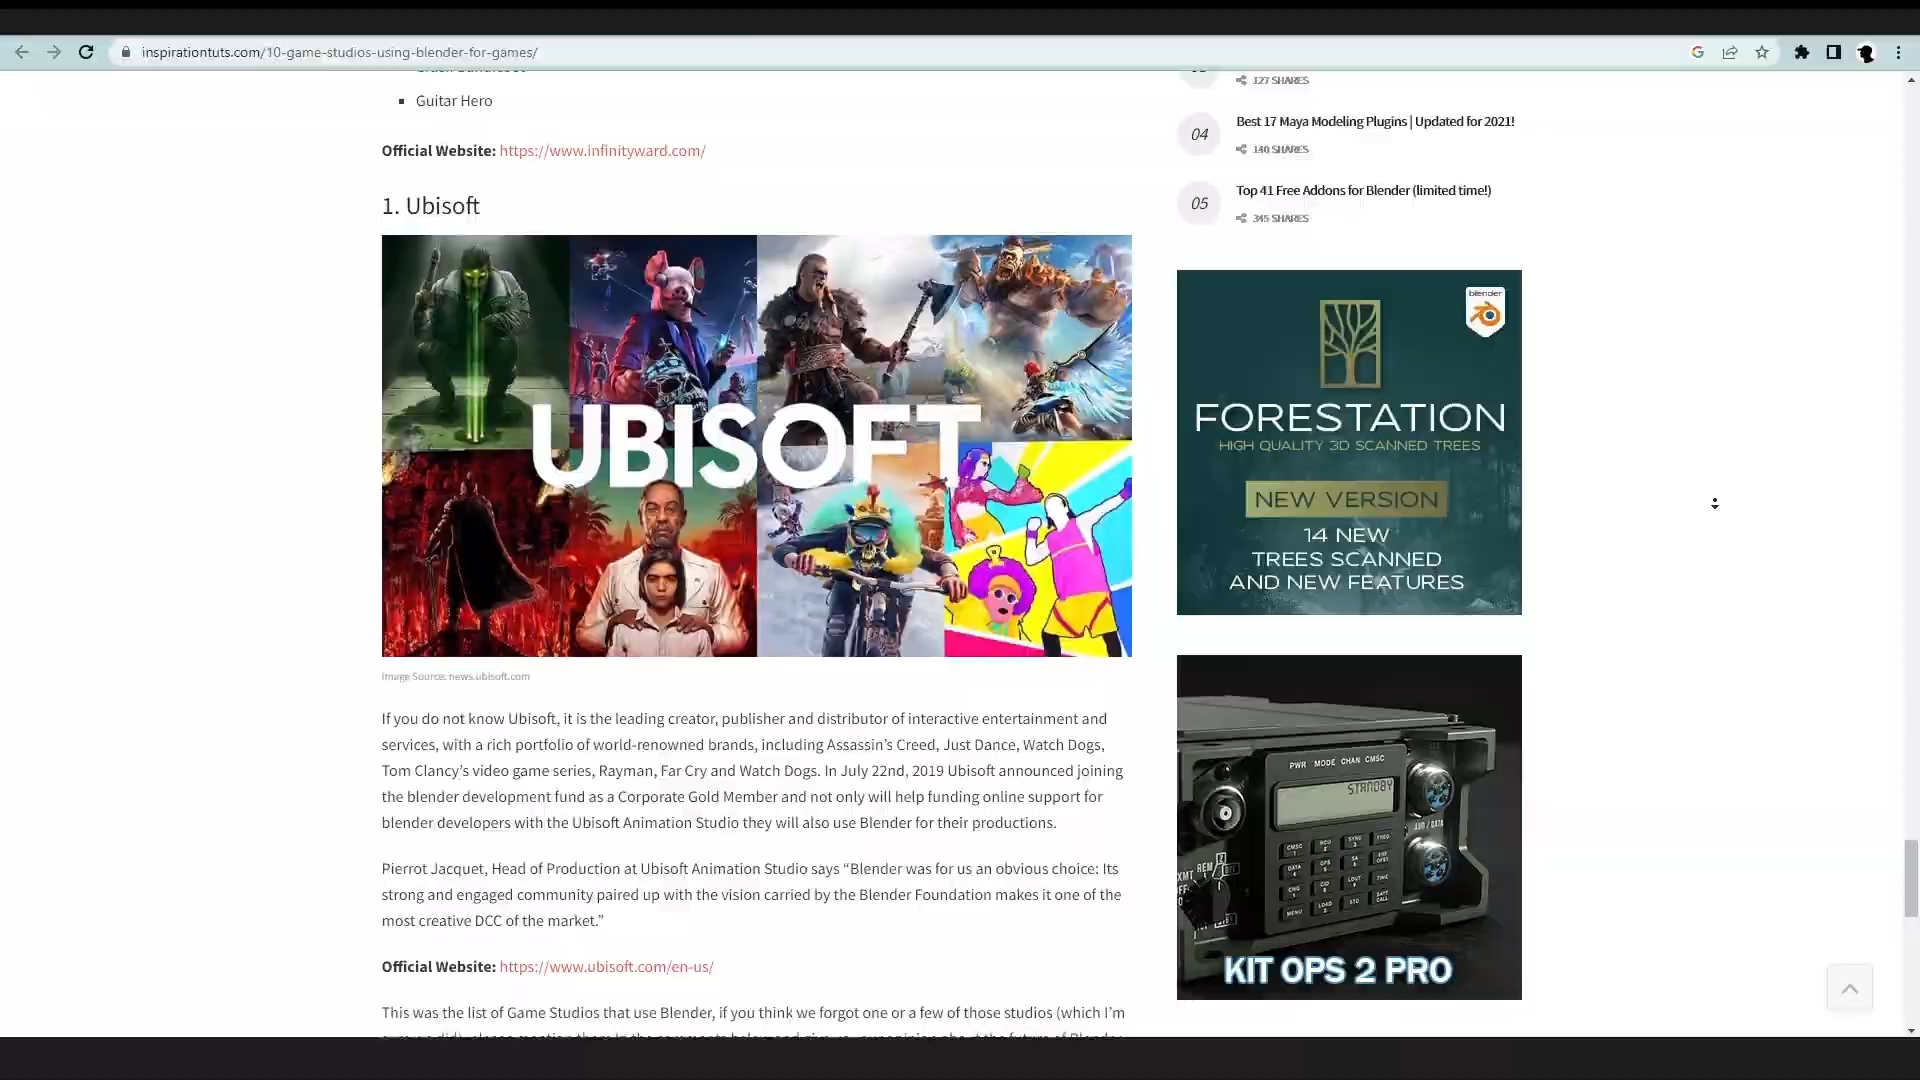 inspirationtuts.com/10-game-studios-using-blender-for-games/
Guitar Hero
Official Website: https://www.infinityward.com/
1. Ubisoft
UBISOFT
Image Source: news.ubisoft.com
If you do not know Ubisoft, it is the leading creator, publisher and distributor of interactive entertainment and
services, with a rich portfolio of world-renowned brands, including Assassin’s Creed, Just Dance, Watch Dogs,
Tom Clancy’s video game series, Rayman, Far Cry and Watch Dogs. In July 22nd, 2019 Ubisoft announced joining
the blender development fund as a Corporate Gold Member and not only will help funding online support for
blender developers with the Ubisoft Animation Studio they will also use Blender for their productions.
Pierrot Jacquet, Head of Production at Ubisoft Animation Studio says “Blender was for us an obvious choice: Its
strong and engaged community paired up with the vision carried by the Blender Foundation makes it one of the
most creative DCC of the market.”
Official Website: https://www.ubisoft.com/en-us/
This was the list of Game Studios that use Blender, if you think we forgot one or a few of those studios (which I’m
127 SHARES
04
Best 17 Maya Modeling Plugins | Updated for 2021!
140 SHARES
05
Top 41 Free Addons for Blender (limited time!)
345 SHARES
blender
FORESTATION
HIGH QUALITY 3D SCANNED TREES
NEW VERSION
14 NEW
TREES SCANNED
AND NEW FEATURES
PWR MODE CHAN CMSC
STANDBY
AUD / DATA
MENU
KIT OPS 2 PRO